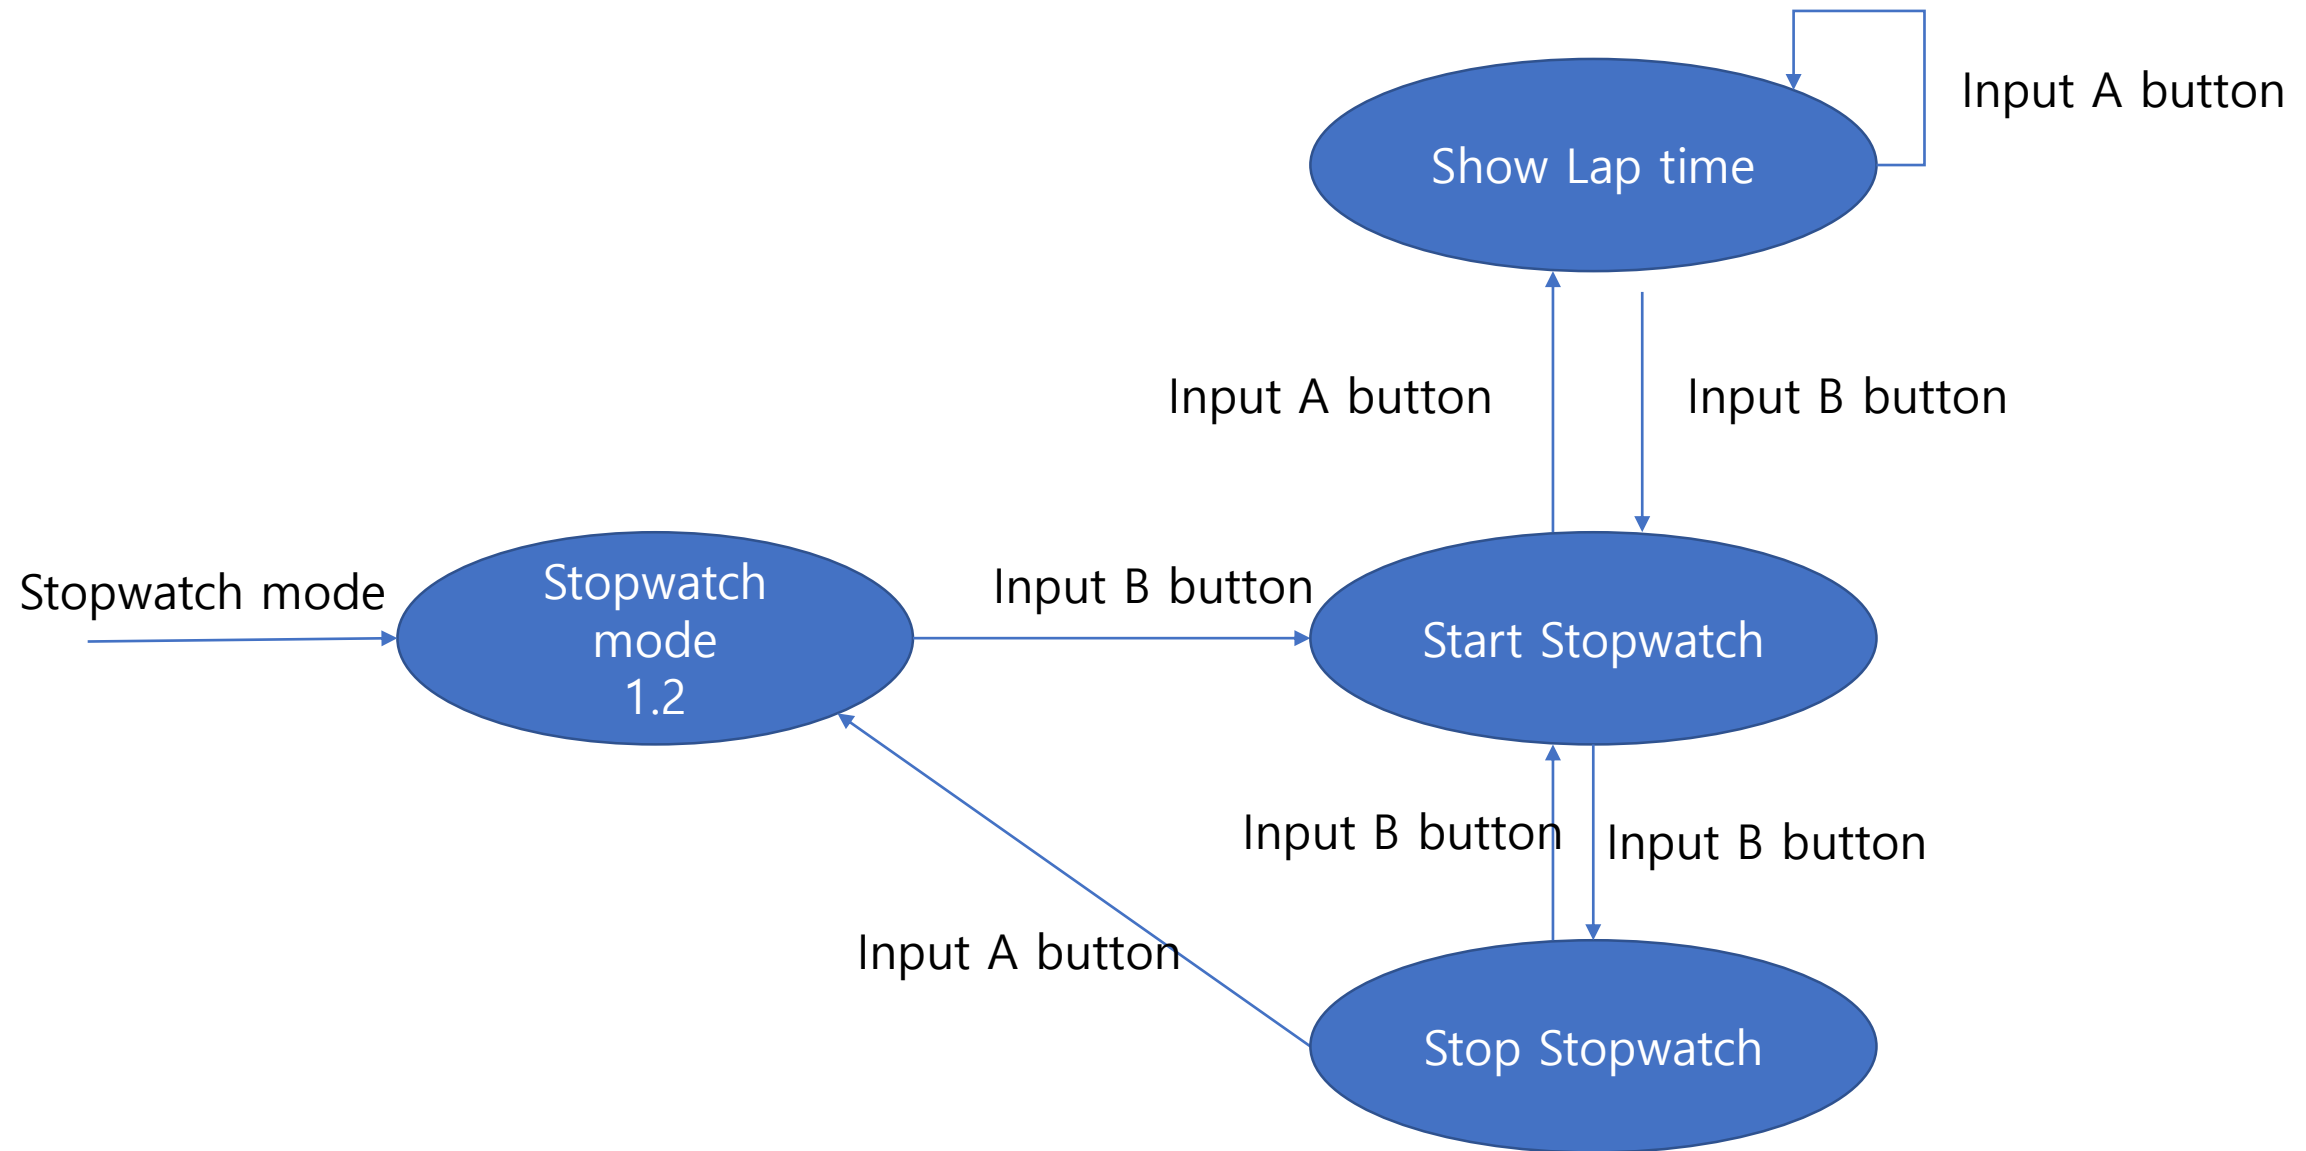 Input A button
Show Lap time
Input A button
Input B button
Stopwatch mode
Stopwatch
mode
1.2
Input B button
Start Stopwatch
Input B button
Input B button
Input A button
Stop Stopwatch